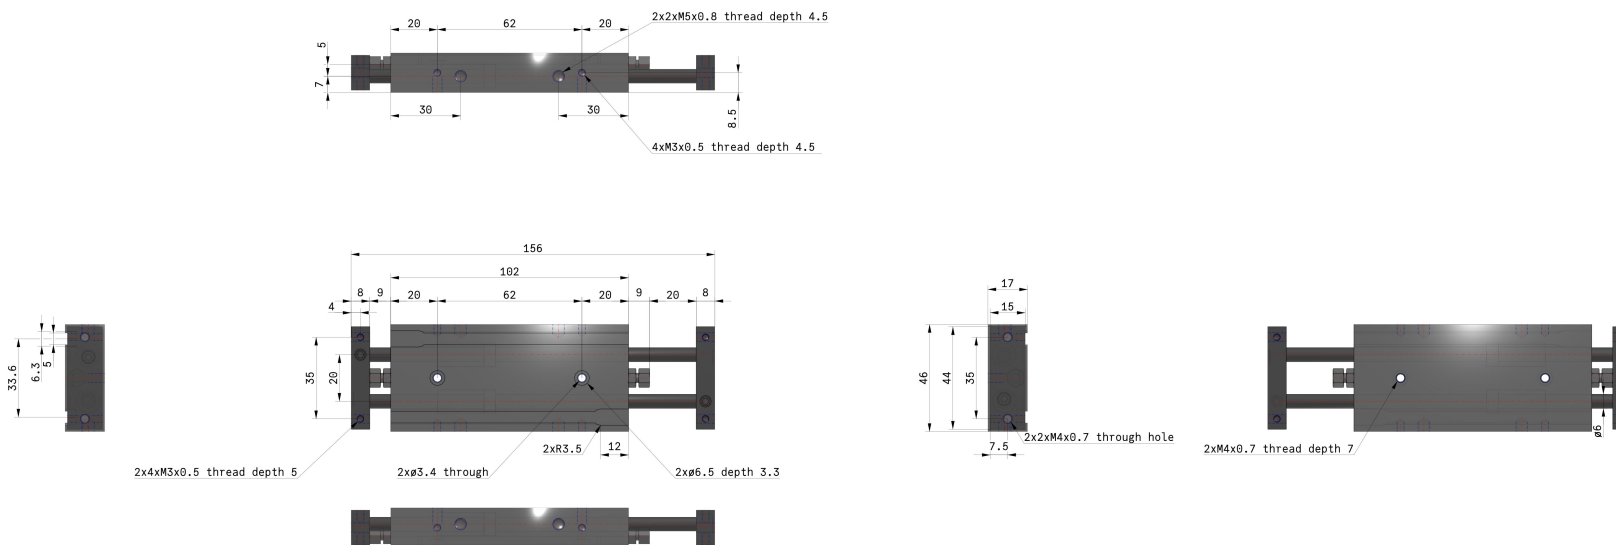 2x2xM5x0.8 thread depth 4.5
20 62 20
5
7
8.5
30 30
4xM3x0.5 thread depth 4.5
156
102
8 9 20 62 20 9 20 8
4
17
15
33.6
6.3
5
35
20
46
44
35
ø6
2x2xM4x0.7 through hole
7.5
2xM4x0.7 thread depth 7
2xR3.5
12
2x4xM3x0.5 thread depth 5
2xø3.4 through
2xø6.5 depth 3.3